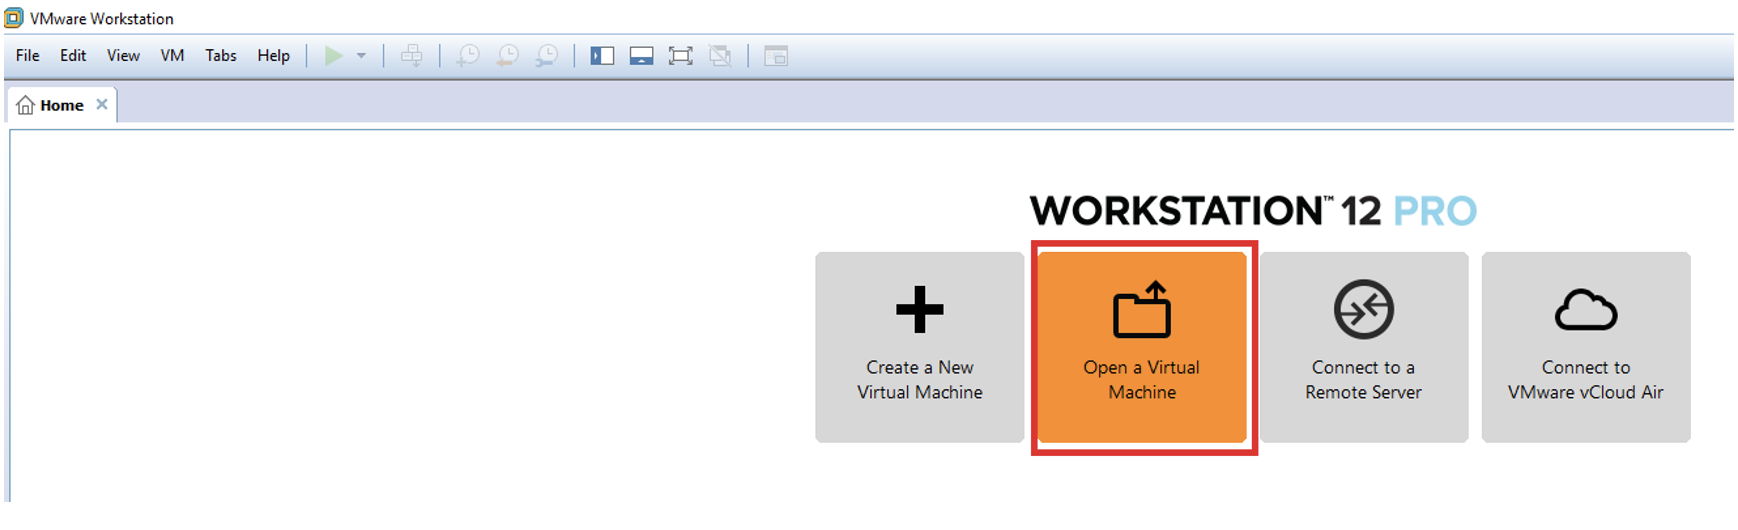 VMware Workstation
File Edit View VM Tabs Help
Home
WORKSTATION™ 12 PRO
Create a New
Virtual Machine
Open a Virtual
Machine
Connect to a
Remote Server
Connect to
VMware vCloud Air